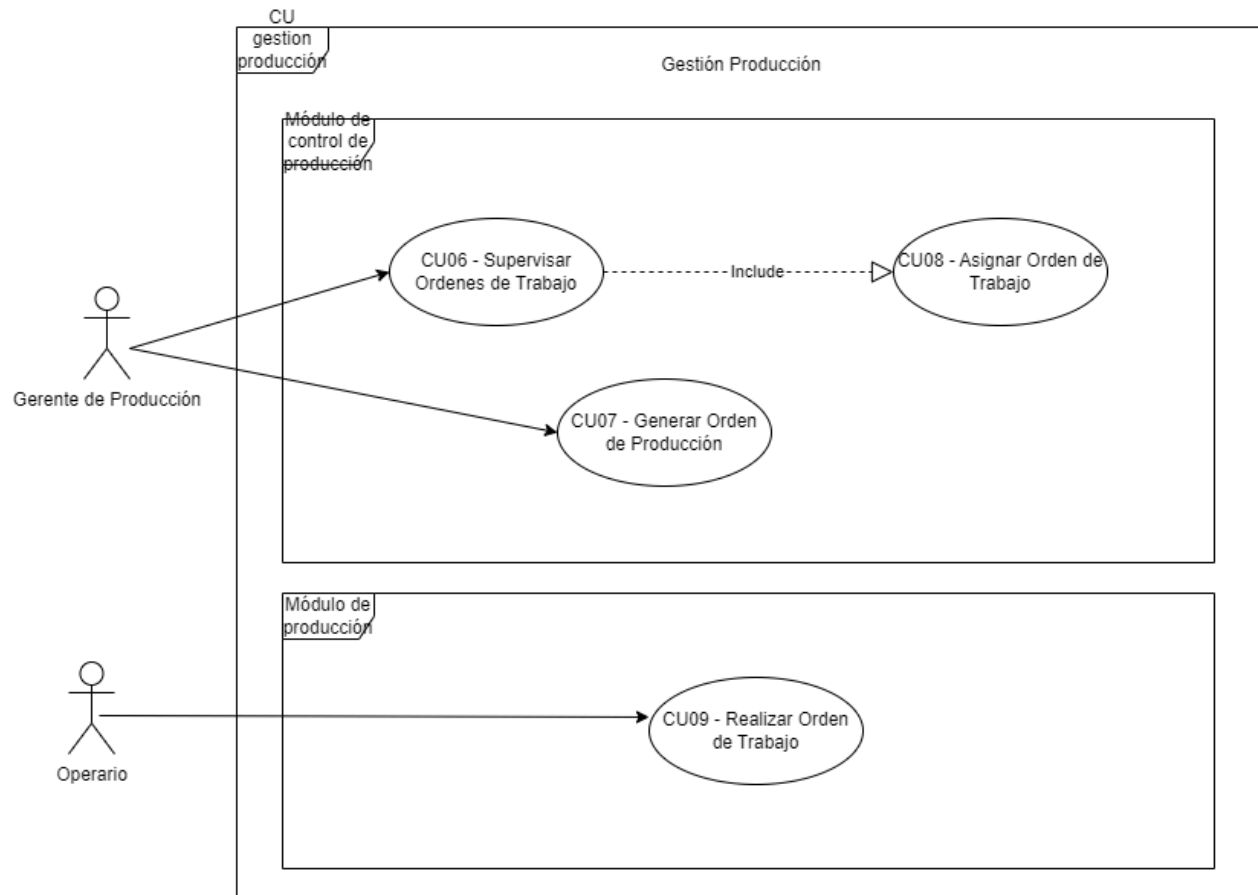 CU
gestion
producción
Gestión Producción
Módulo de
control de
producción
CU06 - Supervisar
Ordenes de Trabajo
Include
CU08 - Asignar Orden de
Trabajo
Gerente de Producción
CU07 - Generar Orden
de Producción
Módulo de
producción
CU09 - Realizar Orden
de Trabajo
Operario